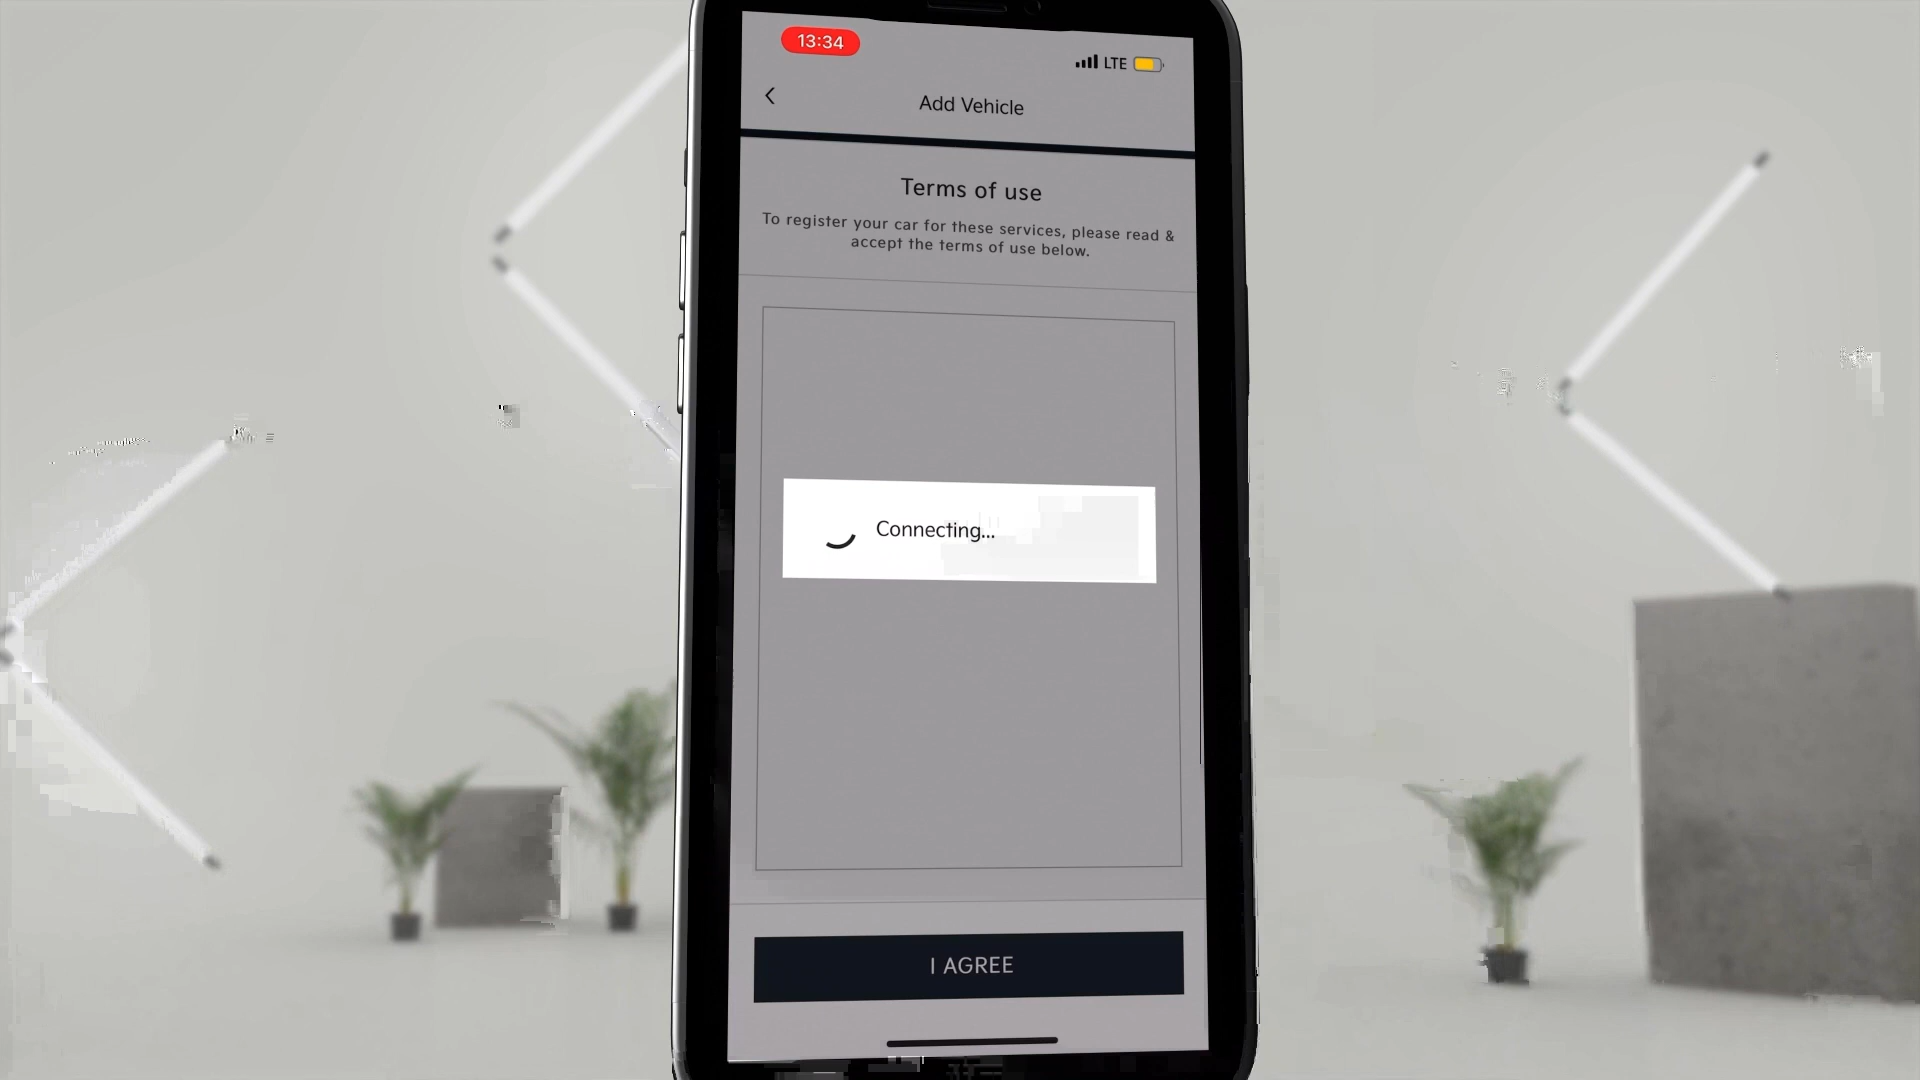 13:34
LTE
Add Vehicle
Terms of use
To register your car for these services, please read &
accept the terms of use below.
Connecting...
I AGREE